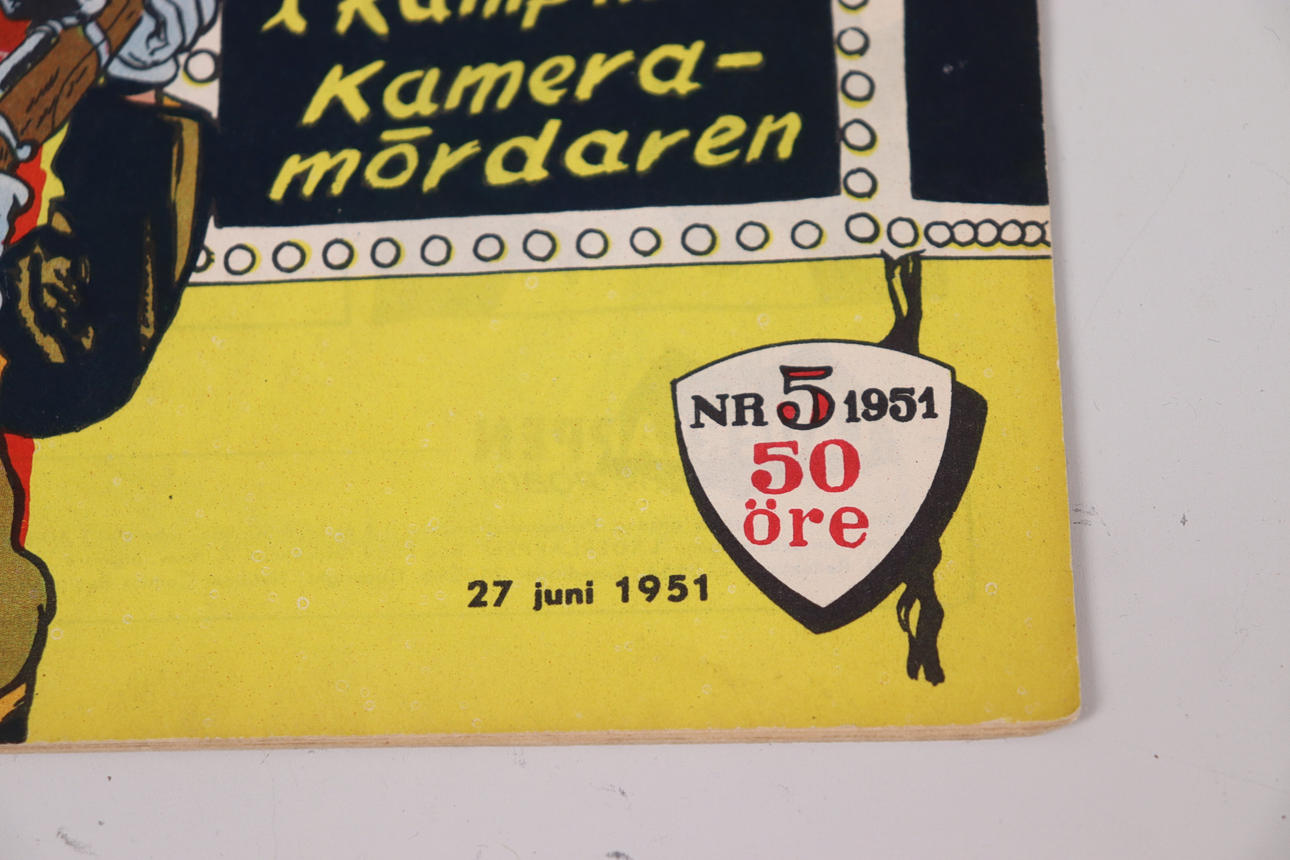 Kamera-
mördaren
NR 5 1951
50
öre
27 juni 1951